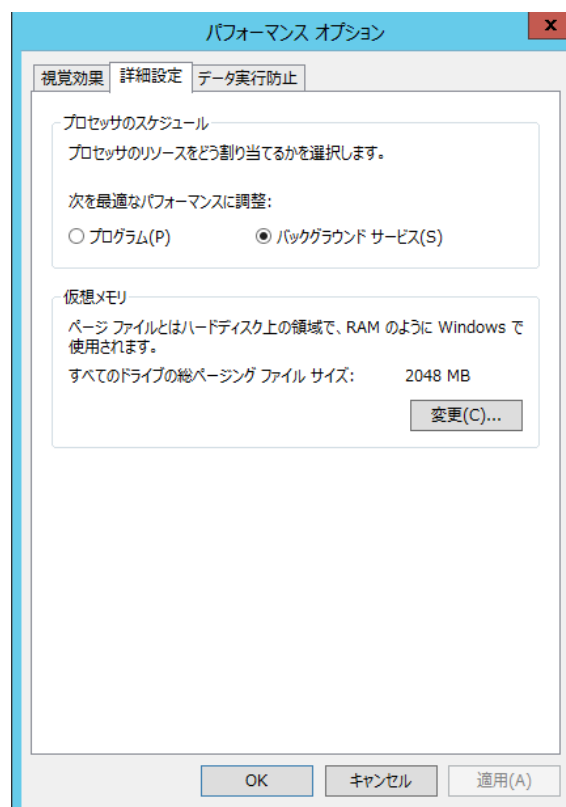 パフォーマンス オプション
x
視覚効果
詳細設定
データ実行防止
プロセッサのスケジュール
プロセッサのリソースをどう割り当てるかを選択します。
次を最適なパフォーマンスに調整:
プログラム(P)
バックグラウンド サービス(S)
仮想メモリ
ページ ファイルとはハードディスク上の領域で、RAM のように Windows で
使用されます。
すべてのドライブの総ページング ファイル サイズ: 2048 MB
変更(C)...
OK
キャンセル
適用(A)